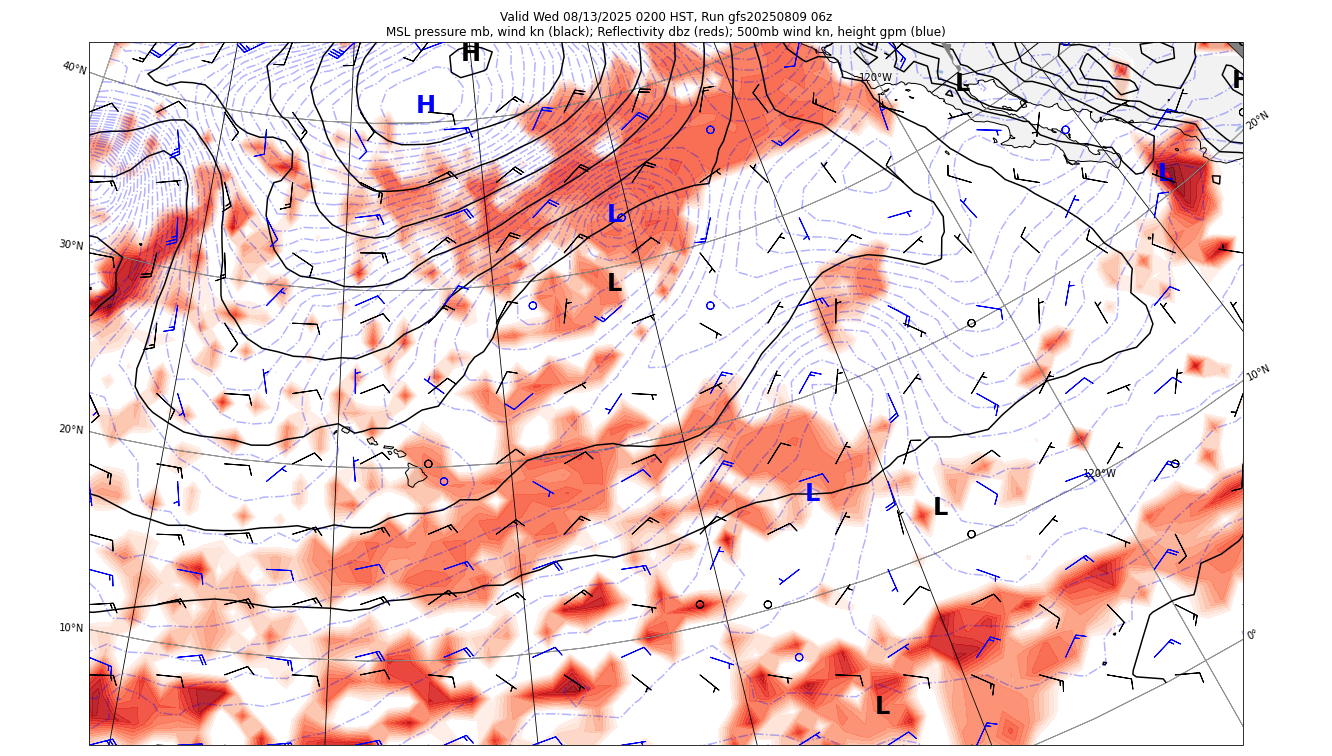 Valid Wed 08/13/2025 0200 HST, Run gfs20250809 06z
MSL pressure mb, wind kn (black); Reflectivity dbz (reds); 500mb wind kn, height gpm (blue)
H
40°N
120°W
L
H
H
20°N
L
L
30°N
L
10°N
20°N
120°W
L
L
10°N
0°
L